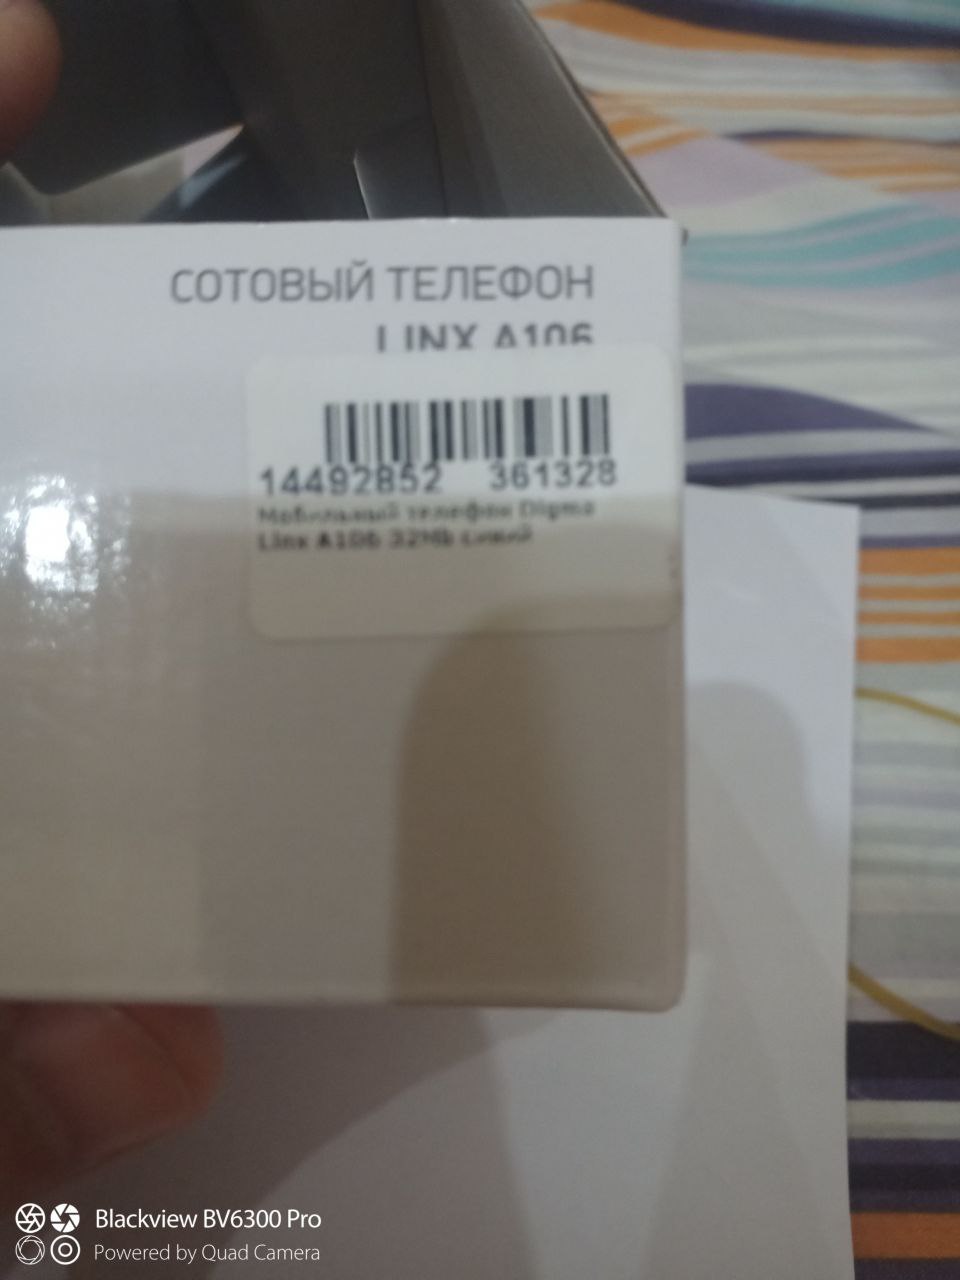 СОТОВЫЙ ТЕЛЕФОН
LINX A106
14492852 361328
Мобильный телефон Digma
Linx A106 32Mb синий
Blackview BV6300 Pro
Powered by Quad Camera